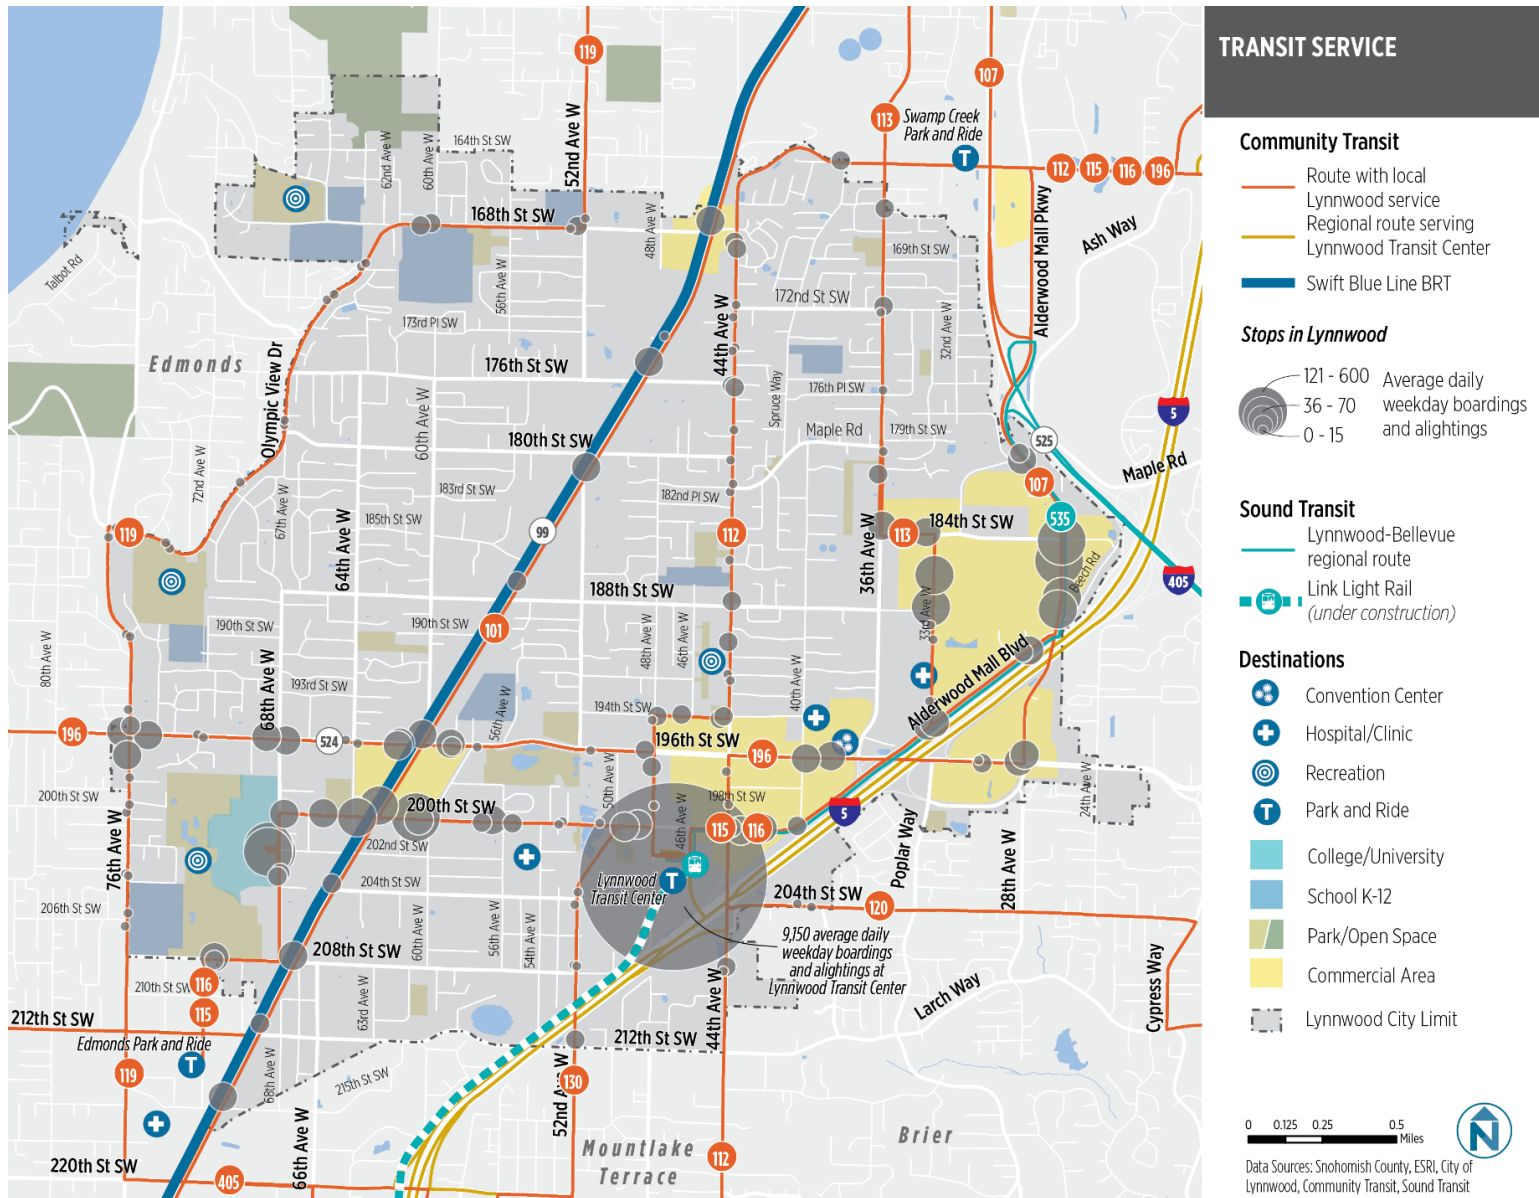 TRANSIT SERVICE
Community Transit
Route with local
Lynnwood service
Regional route serving
Lynnwood Transit Center
Swift Blue Line BRT
Stops in Lynnwood
121 - 600
36 - 70
0 - 15
Average daily
weekday boardings
and alightings
Sound Transit
Lynnwood-Bellevue
regional route
Link Light Rail
(under construction)
Destinations
Convention Center
Hospital/Clinic
Recreation
T
Park and Ride
College/University
School K-12
Park/Open Space
Commercial Area
Lynnwood City Limit
0 0.125 0.25 0.5
Miles
N
Data Sources: Snohomish County, ESRI, City of
Lynnwood, Community Transit, Sound Transit
119
107
113
Swamp Creek
Park and Ride
T
112 115 116 196
52nd Ave W
62nd Ave W
60th Ave W
164th St SW
168th St SW
48th Ave W
169th St SW
Alderwood Mall Pkwy
Ash Way
Talbot Rd
56th Ave W
172nd St SW
173rd Pl SW
44th Ave W
32nd Ave W
Edmonds
Olympic View Dr
176th St SW
176th Pl SW
Spruce Way
5
60th Ave W
180th St SW
Maple Rd
179th St SW
525
Maple Rd
72nd Ave W
183rd St SW
182nd Pl SW
107
67th Ave W
185th St SW
64th Ave W
99
112
36th Ave W
113
184th St SW
535
119
Beech Rd
405
188th St SW
33rd Ave W
190th St SW
190th St SW
101
48th Ave W
46th Ave W
80th Ave W
68th Ave W
193rd St SW
56th Ave W
40th Ave W
Alderwood Mall Blvd
194th St SW
196
524
196th St SW
196
200th St SW
50th Ave W
198th St SW
24th Ave W
200th St SW
46th Ave W
115
116
5
76th Ave W
202nd St SW
Poplar Way
28th Ave W
204th St SW
Lynnwood
Transit Center
T
204th St SW
120
206th St SW
60th Ave W
56th Ave W
54th Ave W
208th St SW
9,150 average daily
weekday boardings
and alightings at
Lynnwood Transit Center
116
210th St SW
115
63rd Ave W
44th Ave W
Larch Way
Cypress Way
212th St SW
212th St SW
Edmonds Park and Ride
T
119
68th Ave W
215th St SW
52nd Ave W
130
66th Ave W
Mountlake
Terrace
Brier
112
220th St SW
405